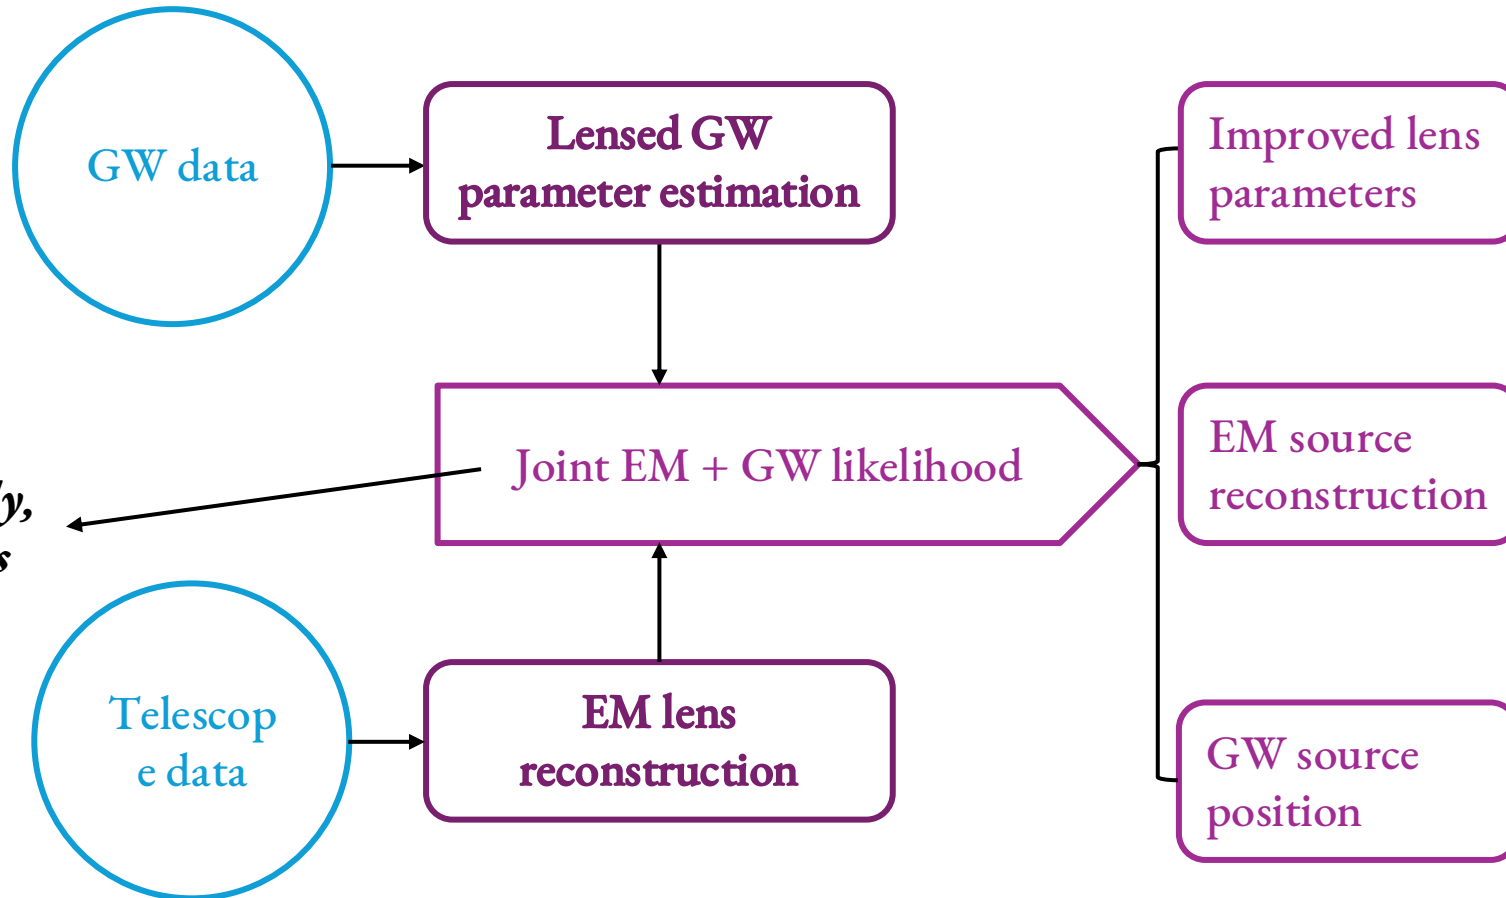 GW data
Lensed GW
parameter estimation
Improved lens
parameters
Joint EM + GW likelihood
EM source
reconstruction
Telescop
e data
EM lens
reconstruction
GW source
position